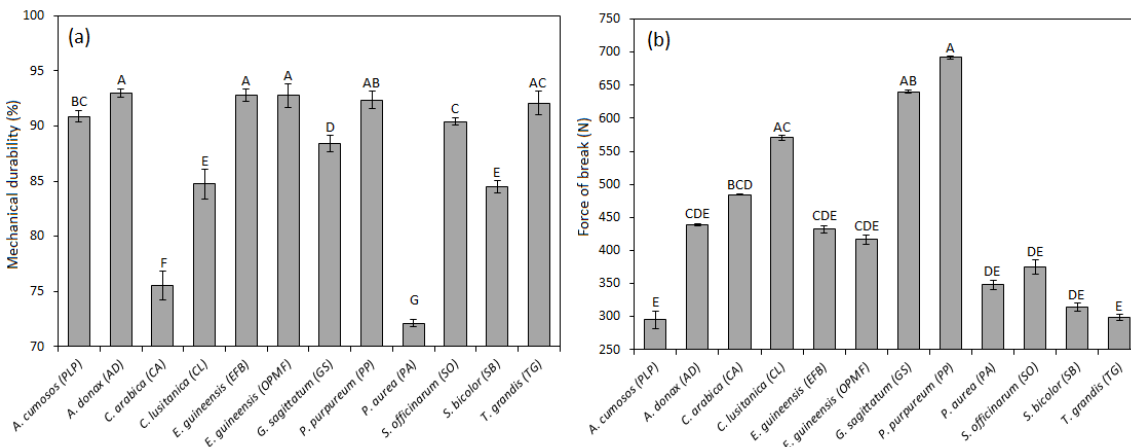 (a)
Mechanical durability (%)
100
95
90
85
80
75
70
BC
A
F
E
A
A
D
AB
G
C
E
AC
A. cumosos (PLP)
A. donax (AD)
C. arabica (CA)
C. lusitanica (CL)
E. guineensis (EFB)
E. guineensis (OPMF)
G. sagittatum (GS)
P. purpureum (PP)
P. aurea (PA)
S. officinarum (SO)
S. bicolor (SB)
T. grandis (TG)
(b)
Force of break (N)
750
700
650
600
550
500
450
400
350
300
250
E
CDE
BCD
AC
CDE
CDE
AB
A
DE
DE
DE
E
A. cumosos (PLP)
A. donax (AD)
C. arabica (CA)
C. lusitanica (CL)
E. guineensis (EFB)
E. guineensis (OPMF)
G. sagittatum (GS)
P. purpureum (PP)
P. aurea (PA)
S. officinarum (SO)
S. bicolor (SB)
T. grandis (TG)